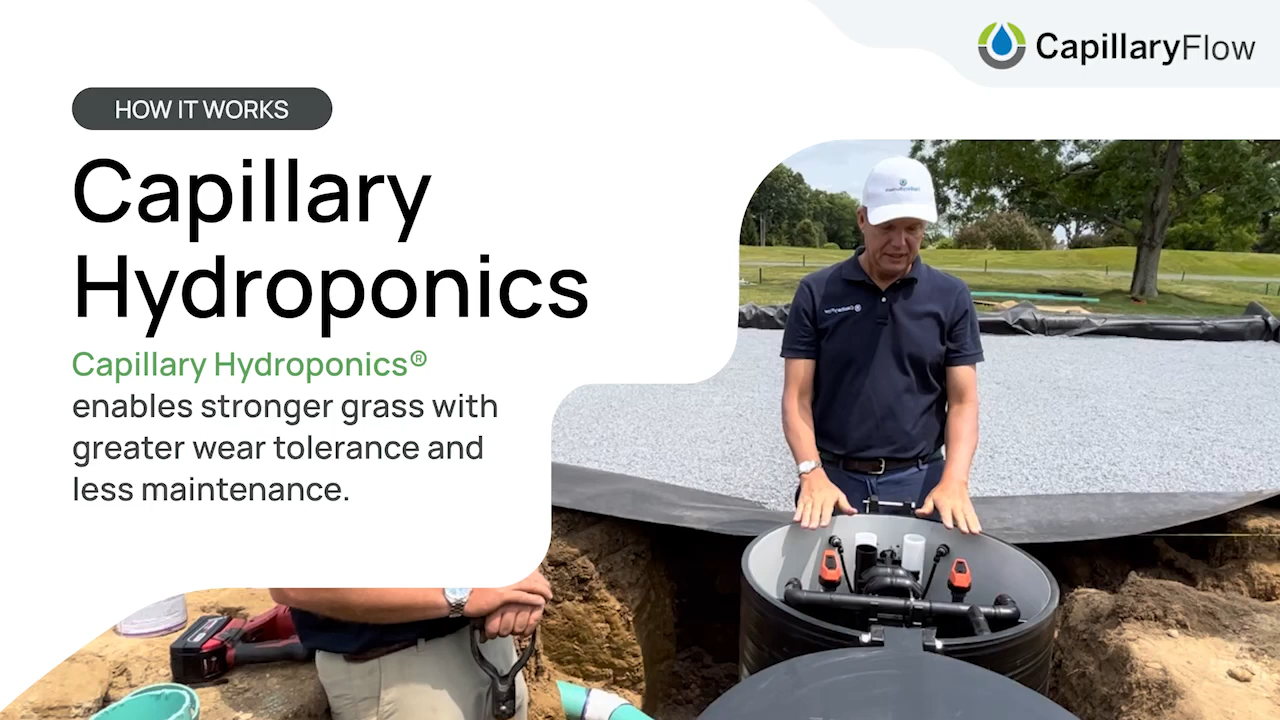 CapillaryFlow
HOW IT WORKS
Capillary
Hydroponics
Capillary Hydroponics®
enables stronger grass with
greater wear tolerance and
less maintenance.